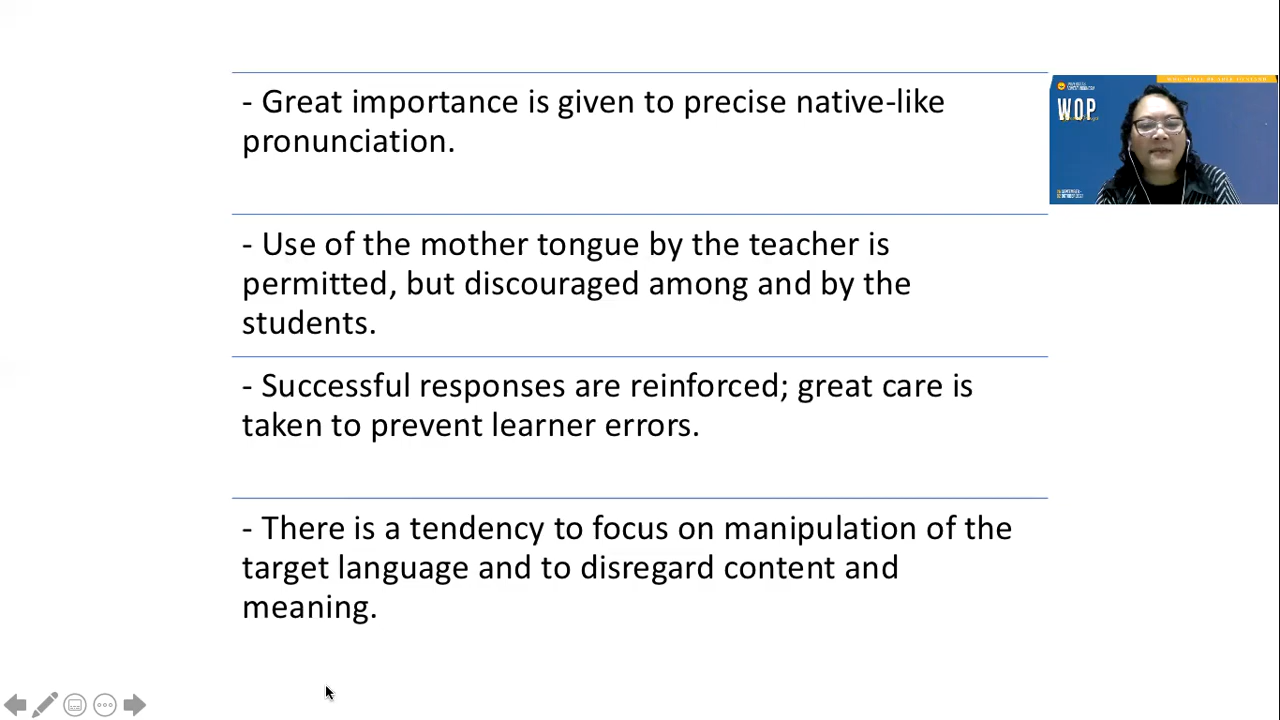 - Great importance is given to precise native-like
pronunciation.
- Use of the mother tongue by the teacher is
permitted, but discouraged among and by the
students.
- Successful responses are reinforced; great care is
taken to prevent learner errors.
- There is a tendency to focus on manipulation of the
target language and to disregard content and
meaning.
WOP